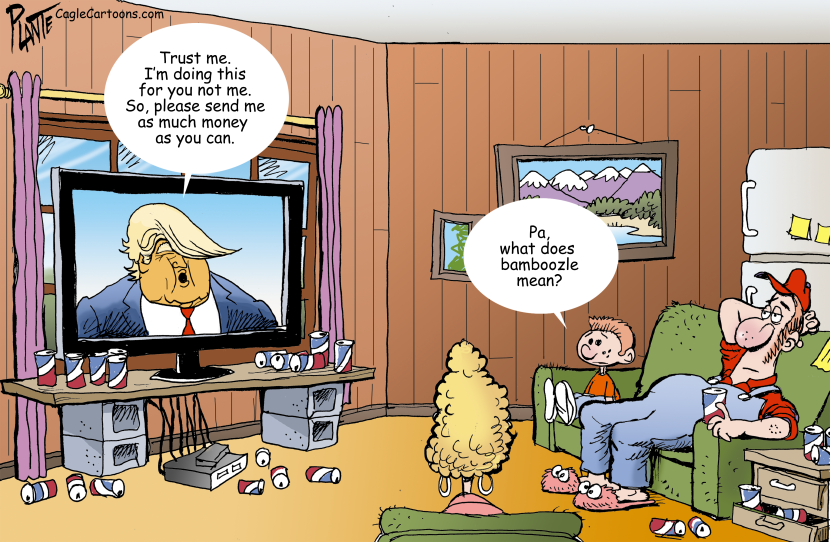 PLANTE
CagleCartoons.com
Trust me.
I'm doing this
for you not me.
So, please send me
as much money
as you can.
Pa,
what does
bamboozle
mean?